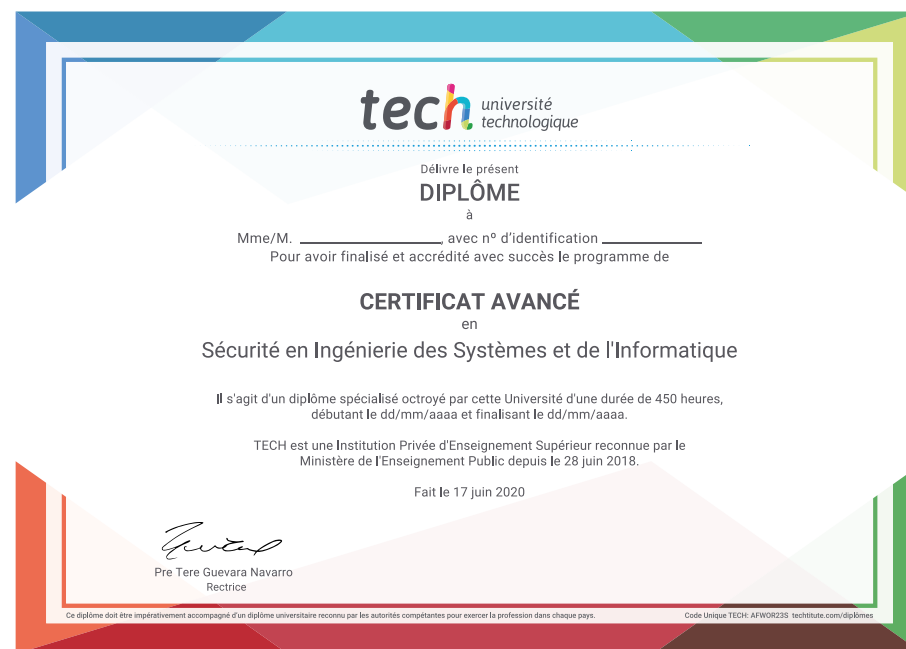 tech université
technologique
Délivre le présent
DIPLÔME
à
Mme/M. ____________________, avec nº d'identification ______________
Pour avoir finalisé et accrédité avec succès le programme de
CERTIFICAT AVANCÉ
en
Sécurité en Ingénierie des Systèmes et de l'Informatique
Il s'agit d'un diplôme spécialisé octroyé par cette Université d'une durée de 450 heures,
débutant le dd/mm/aaaa et finalisant le dd/mm/aaaa.
TECH est une Institution Privée d'Enseignement Supérieur reconnue par le
Ministère de l'Enseignement Public depuis le 28 juin 2018.
Fait le 17 juin 2020
Pre Tere Guevara Navarro
Rectrice
Ce diplôme doit être impérativement accompagné d'un diplôme universitaire reconnu par les autorités compétentes pour exercer la profession dans chaque pays.
Code Unique TECH: AFWOR23S techtitute.com/diplômes